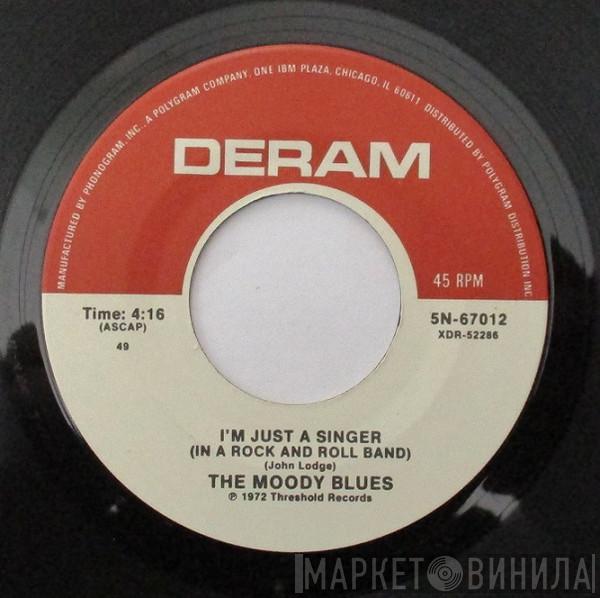 MANUFACTURED BY PHONOGRAM, INC., A POLYGRAM COMPANY, ONE IBM PLAZA, CHICAGO, IL 60611 DISTRIBUTED BY POLYGRAM DISTRIBUTION INC
DERAM
45 RPM
Time: 4:16
(ASCAP)
49
5N-67012
XDR-52286
I'M JUST A SINGER
(IN A ROCK AND ROLL BAND)
(John Lodge)
THE MOODY BLUES
℗ 1972 Threshold Records
МАРКЕТ ВИНИЛА